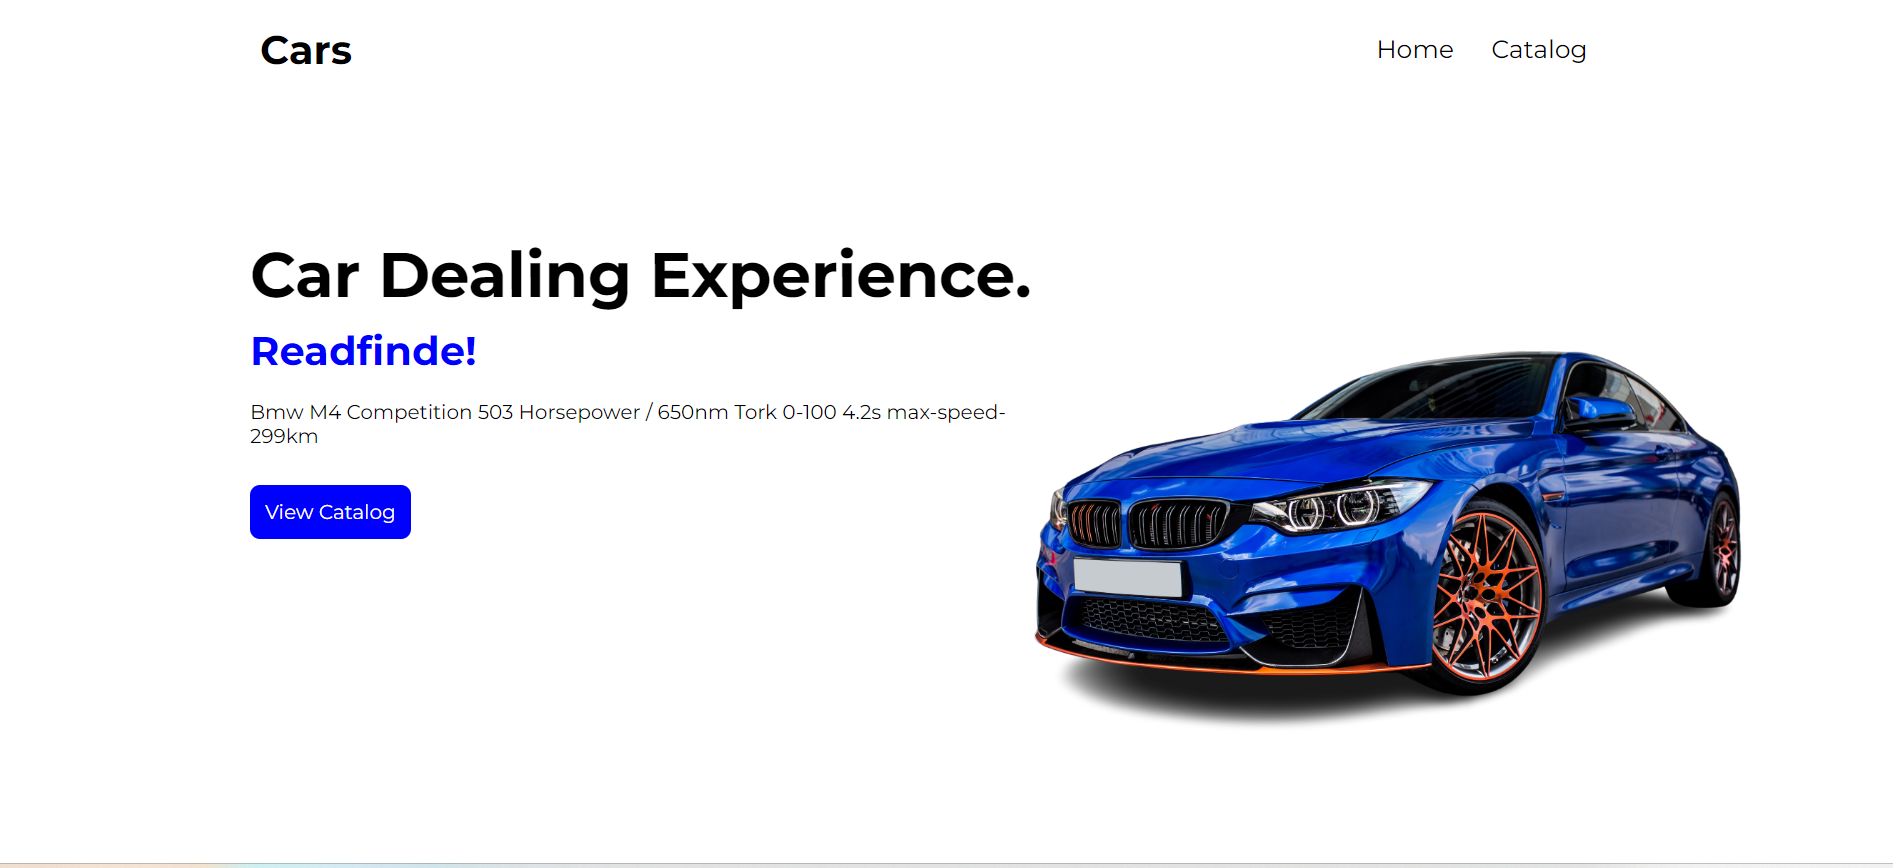 Cars
Home Catalog
Car Dealing Experience.
Readfinde!
Bmw M4 Competition 503 Horsepower / 650nm Tork 0-100 4.2s max-speed-
299km
View Catalog